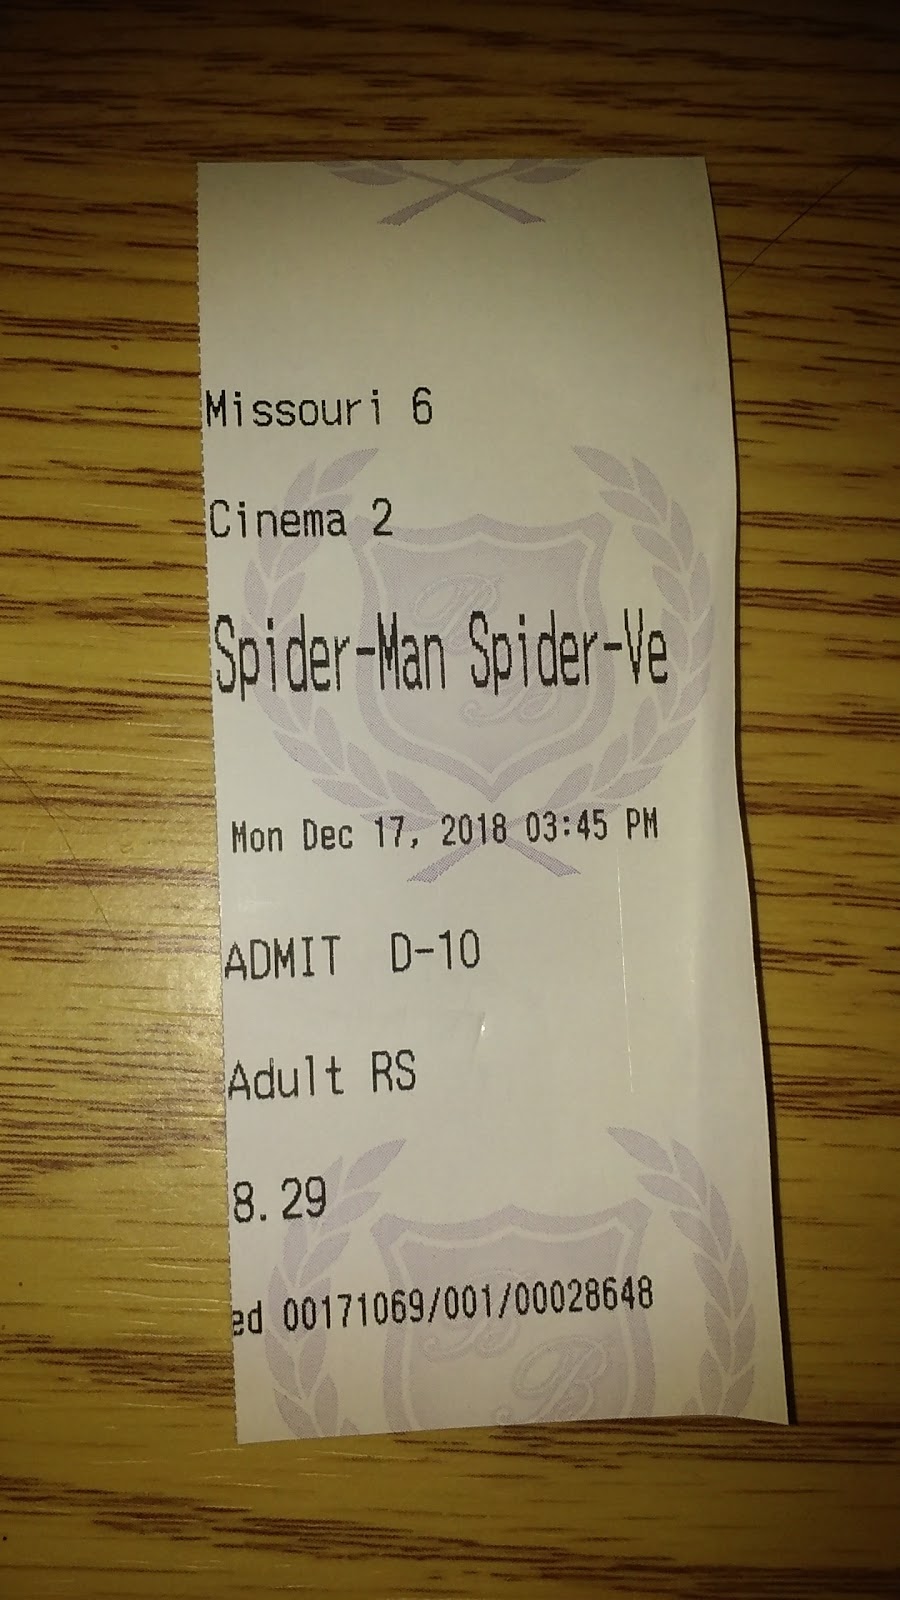 Missouri 6
Cinema 2
Spider-Man Spider-Ve
Mon Dec 17, 2018 03:45 PM
ADMIT D-10
Adult RS
8.29
ed 00171069/001/00028648